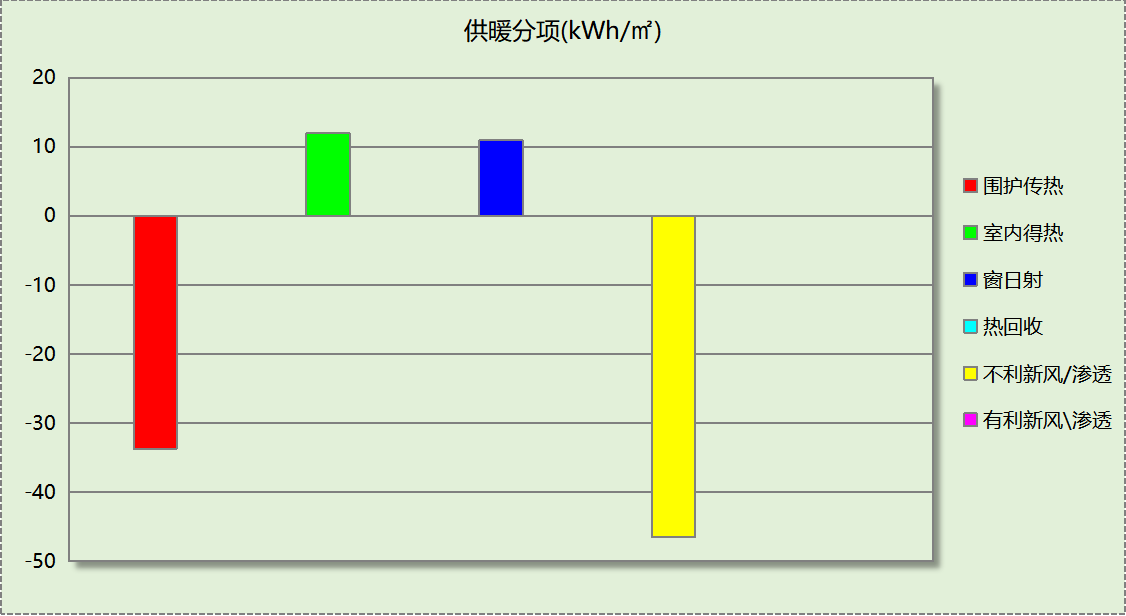 供暖分项(kWh/㎡)
20
10
0
-10
-20
-30
-40
-50
围护传热
室内得热
窗日射
热回收
不利新风/渗透
有利新风\渗透